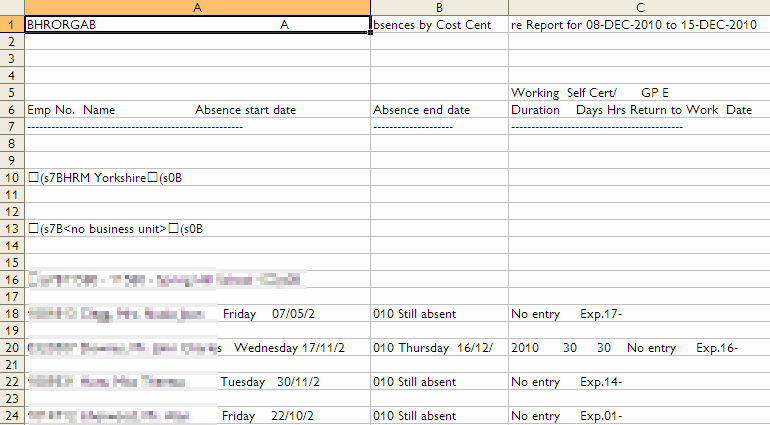 A B C
1 BHRORGAB A bsences by Cost Cent re Report for 08-DEC-2010 to 15-DEC-2010
2
3
4
5 Working Self Cert/ GP E
6 Emp No. Name Absence start date Absence end date Duration Days Hrs Return to Work Date
7 ------------------------------------------------------ -------------------- -------------------------------------------
8
9
10 □(s7BHRM Yorkshire□(s0B
11
12
13 □(s7B<no business unit>□(s0B
14
15
16
17
18 Friday 07/05/2 010 Still absent No entry Exp.17-
19
20 s Wednesday 17/11/2 010 Thursday 16/12/ 2010 30 30 No entry Exp.16-
21
22 Tuesday 30/11/2 010 Still absent No entry Exp.14-
23
24 Friday 22/10/2 010 Still absent No entry Exp.01-